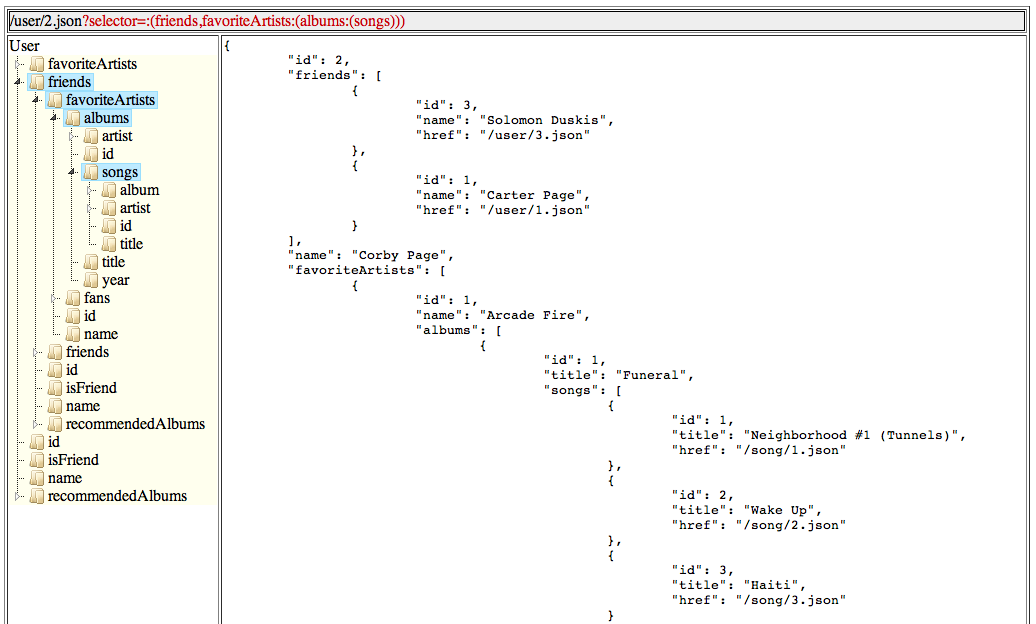 /user/2.json?selector=:(friends,favoriteArtists:(albums:(songs)))
User
favoriteArtists
friends
favoriteArtists
albums
artist
id
songs
album
artist
id
title
title
year
fans
id
name
friends
id
isFriend
name
recommendedAlbums
id
isFriend
name
recommendedAlbums
{
"id": 2,
"friends": [
{
"id": 3,
"name": "Solomon Duskis",
"href": "/user/3.json"
},
{
"id": 1,
"name": "Carter Page",
"href": "/user/1.json"
}
],
"name": "Corby Page",
"favoriteArtists": [
{
"id": 1,
"name": "Arcade Fire",
"albums": [
{
"id": 1,
"title": "Funeral",
"songs": [
{
"id": 1,
"title": "Neighborhood #1 (Tunnels)",
"href": "/song/1.json"
},
{
"id": 2,
"title": "Wake Up",
"href": "/song/2.json"
},
{
"id": 3,
"title": "Haiti",
"href": "/song/3.json"
}